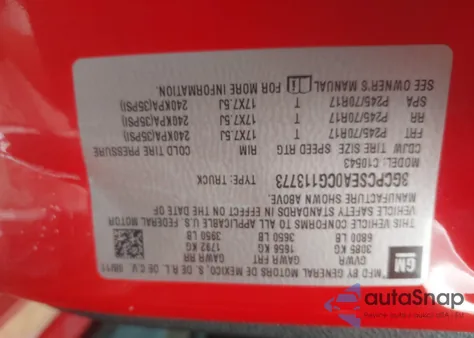 GM
MFD BY GENERAL MOTORS DE MEXICO, S. DE R.L. DE C.V. 08/11
GVWR GAWR FRT GAWR RR
3085 KG 1656 KG 1792 KG
6800 LB 3650 LB 3950 LB
THIS VEHICLE CONFORMS TO ALL APPLICABLE U.S. FEDERAL MOTOR
VEHICLE SAFETY STANDARDS IN EFFECT ON THE DATE OF
MANUFACTURE SHOWN ABOVE.
3GCPCSEA0CG113773 TYPE: TRUCK
MODEL: C10543
CDJW TIRE SIZE SPEED RTG RIM COLD TIRE PRESSURE
FRT P245/70R17 T 17X7.5J 240KPA(35PSI)
RR P245/70R17 T 17X7.5J 240KPA(35PSI)
SPA P245/70R17 T 17X7.5J 240KPA(35PSI)
SEE OWNER'S MANUAL FOR MORE INFORMATION.
autaSnap